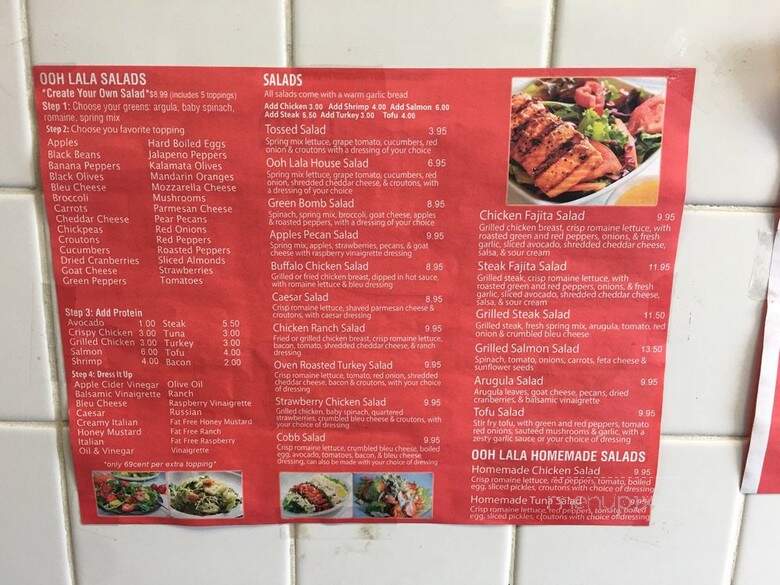 OOH LALA SALADS
*Create Your Own Salad*$8.99 (includes 5 toppings)
Step 1: Choose your greens: argula, baby spinach,
romaine, spring mix
Step 2: Choose you favorite topping
Apples
Black Beans
Banana Peppers
Black Olives
Bleu Cheese
Broccoli
Carrots
Cheddar Cheese
Chickpeas
Croutons
Cucumbers
Dried Cranberries
Goat Cheese
Green Peppers
Hard Boiled Eggs
Jalapeno Peppers
Kalamata Olives
Mandarin Oranges
Mozzarella Cheese
Mushrooms
Parmesan Cheese
Pear Pecans
Red Onions
Red Peppers
Roasted Peppers
Sliced Almonds
Strawberries
Tomatoes
Step 3: Add Protein
Avocado 1.00 Steak 5.50
Crispy Chicken 3.00 Tuna 3.00
Grilled Chicken 3.00 Turkey 3.00
Salmon 6.00 Tofu 4.00
Shrimp 4.00 Bacon 2.00
Step 4: Dress It Up
Apple Cider Vinegar
Balsamic Vinaigrette
Bleu Cheese
Caesar
Creamy Italian
Honey Mustard
Italian
Oil & Vinegar
Olive Oil
Ranch
Raspberry Vinaigrette
Russian
Fat Free Honey Mustard
Fat Free Ranch
Fat Free Raspberry
Vinaigrette
*only 69cent per extra topping*
SALADS
All salads come with a warm garlic bread
Add Chicken 3.00 Add Shrimp 4.00 Add Salmon 6.00
Add Steak 5.50 Add Turkey 3.00 Tofu 4.00
Tossed Salad 3.95
Spring mix lettuce, grape tomato, cucumbers, red
onion & croutons with a dressing of your choice
Ooh Lala House Salad 6.95
Spring mix lettuce, grape tomato, cucumbers, red
onion, shredded cheddar cheese, & croutons, with
a dressing of your choice
Green Bomb Salad 8.95
Spinach, spring mix, broccoli, goat cheese, apples
& roasted peppers, with a dressing of your choice
Apples Pecan Salad 9.95
Spring mix, apples, strawberries, pecans, & goat
cheese with raspberry vinaigrette dressing
Buffalo Chicken Salad 8.95
Grilled or fried chicken breast, dipped in hot sauce,
with romaine lettuce & bleu dressing
Caesar Salad 8.95
Crisp romaine lettuce, shaved parmesan cheese &
croutons, with caesar dressing
Chicken Ranch Salad 9.95
Fried or grilled chicken breast, crisp romaine lettuce,
bacon, tomato, shredded cheddar cheese, & ranch
dressing
Oven Roasted Turkey Salad 9.95
Crisp romaine lettuce, tomato, red onion, shredded
cheddar cheese, bacon & croutons, with your choice
of dressing
Strawberry Chicken Salad 9.95
Grilled chicken, baby spinach, quartered
strawberries, crumbled bleu cheese & croutons, with
your choice of dressing
Cobb Salad 9.95
Crisp romaine lettuce, crumbled bleu cheese, boiled
egg, avocado, tomatoes, bacon, & bleu cheese
dressing, can also be made with your choice of dressing
Chicken Fajita Salad 9.95
Grilled chicken breast, crisp romaine lettuce, with
roasted green and red peppers, onions, & fresh
garlic, sliced avocado, shredded cheddar cheese,
salsa, & sour cream
Steak Fajita Salad 11.95
Grilled steak, crisp romaine lettuce, with
roasted green and red peppers, onions, & fresh
garlic, sliced avocado, shredded cheddar cheese,
salsa, & sour cream
Grilled Steak Salad 11.50
Grilled steak, fresh spring mix, arugula, tomato, red
onion & crumbled bleu cheese
Grilled Salmon Salad 13.50
Spinach, tomato, onions, carrots, feta cheese &
sunflower seeds
Arugula Salad 9.95
Arugula leaves, goat cheese, pecans, dried
cranberries, & balsamic vinaigrette
Tofu Salad 9.95
Stir fry tofu, with green and red peppers, tomato
red onions, sauteed mushrooms & garlic, with a
zesty garlic sauce or your choice of dressing
OOH LALA HOMEMADE SALADS
Homemade Chicken Salad 9.95
Crisp romaine lettuce, red peppers, tomato, boiled
egg, sliced pickles, croutons with choice of dressing
Homemade Tuna Salad
Crisp romaine lettuce, red peppers, tomato, boiled
egg, sliced pickles, croutons with choice of dressing